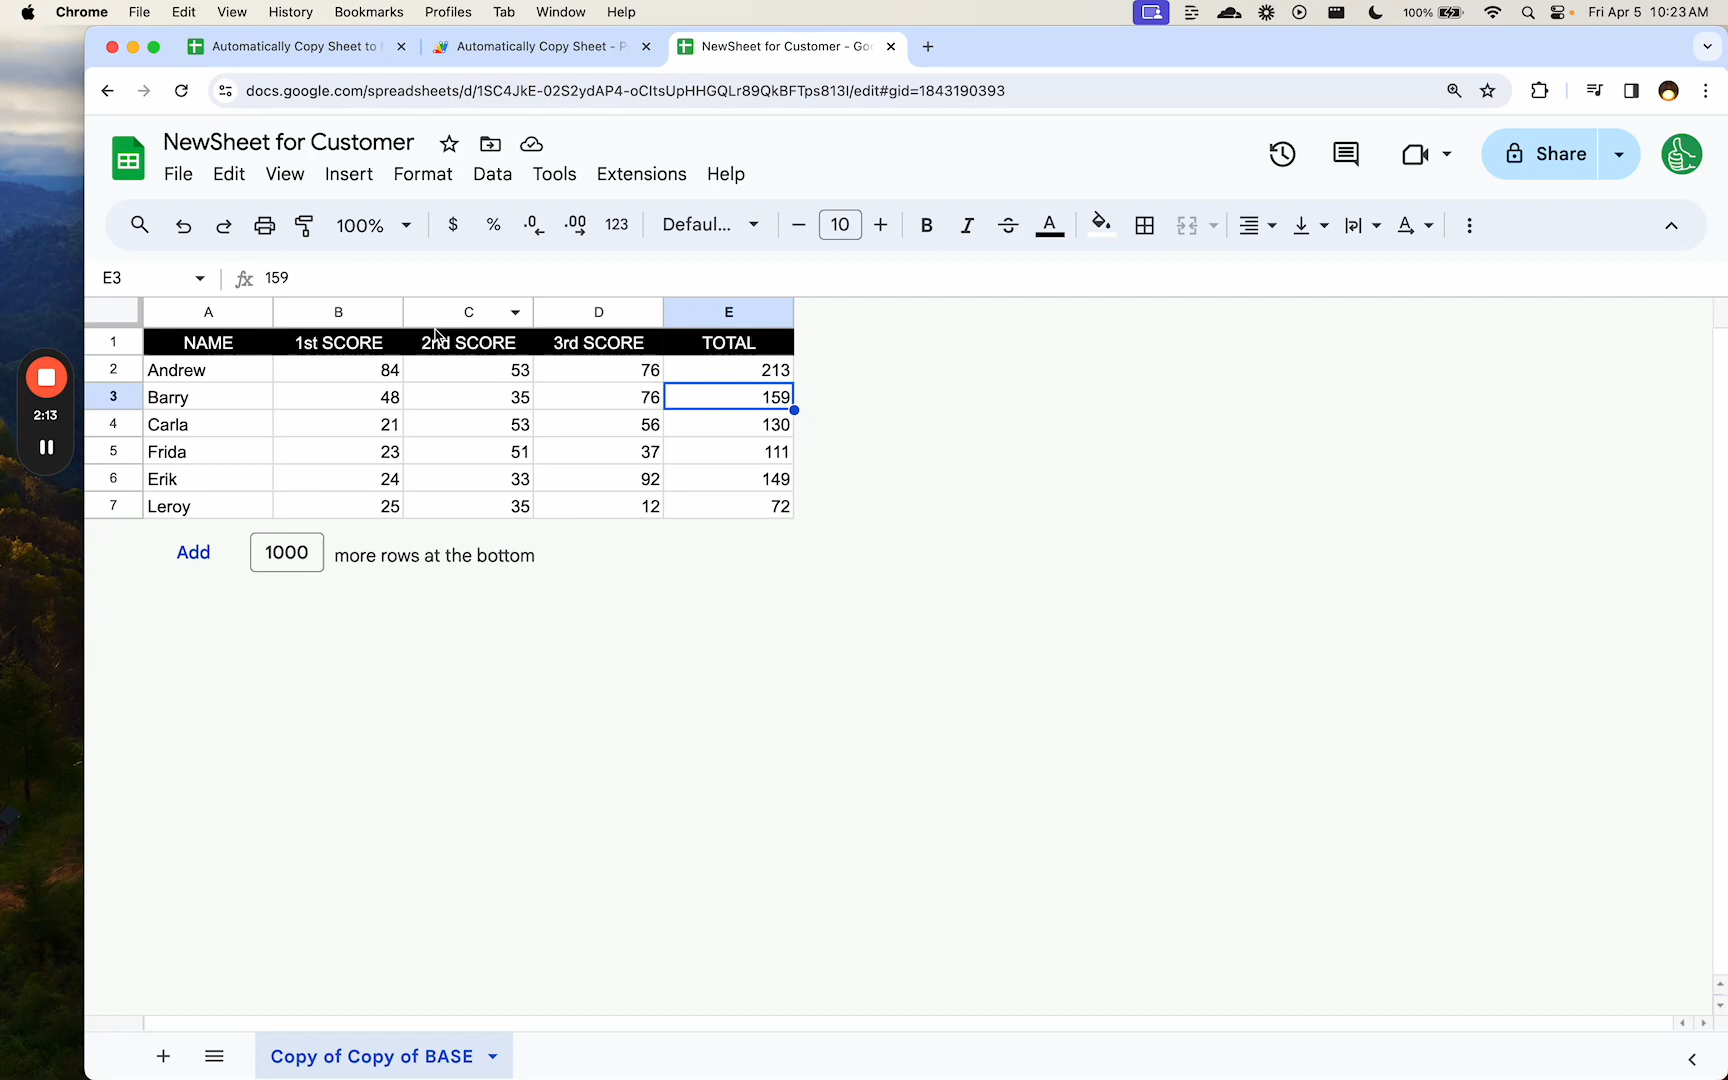 Chrome File Edit View History Bookmarks Profiles Tab Window Help 100% Fri Apr 5 10:23 AM
Automatically Copy Sheet to Automatically Copy Sheet - P NewSheet for Customer - Goo
docs.google.com/spreadsheets/d/1SC4JkE-02S2ydAP4-oCItsUpHHGQLr89QkBFTps813I/edit#gid=1843190393
NewSheet for Customer
File Edit View Insert Format Data Tools Extensions Help
Share
100% $ % .0 .00 123 Defaul... 10 B I S A A
E3 fx 159
A B C D E
1 NAME 1st SCORE 2nd SCORE 3rd SCORE TOTAL
2 Andrew 84 53 76 213
3 Barry 48 35 76 159
4 Carla 21 53 56 130
5 Frida 23 51 37 111
6 Erik 24 33 92 149
7 Leroy 25 35 12 72
2:13
Add 1000 more rows at the bottom
Copy of Copy of BASE